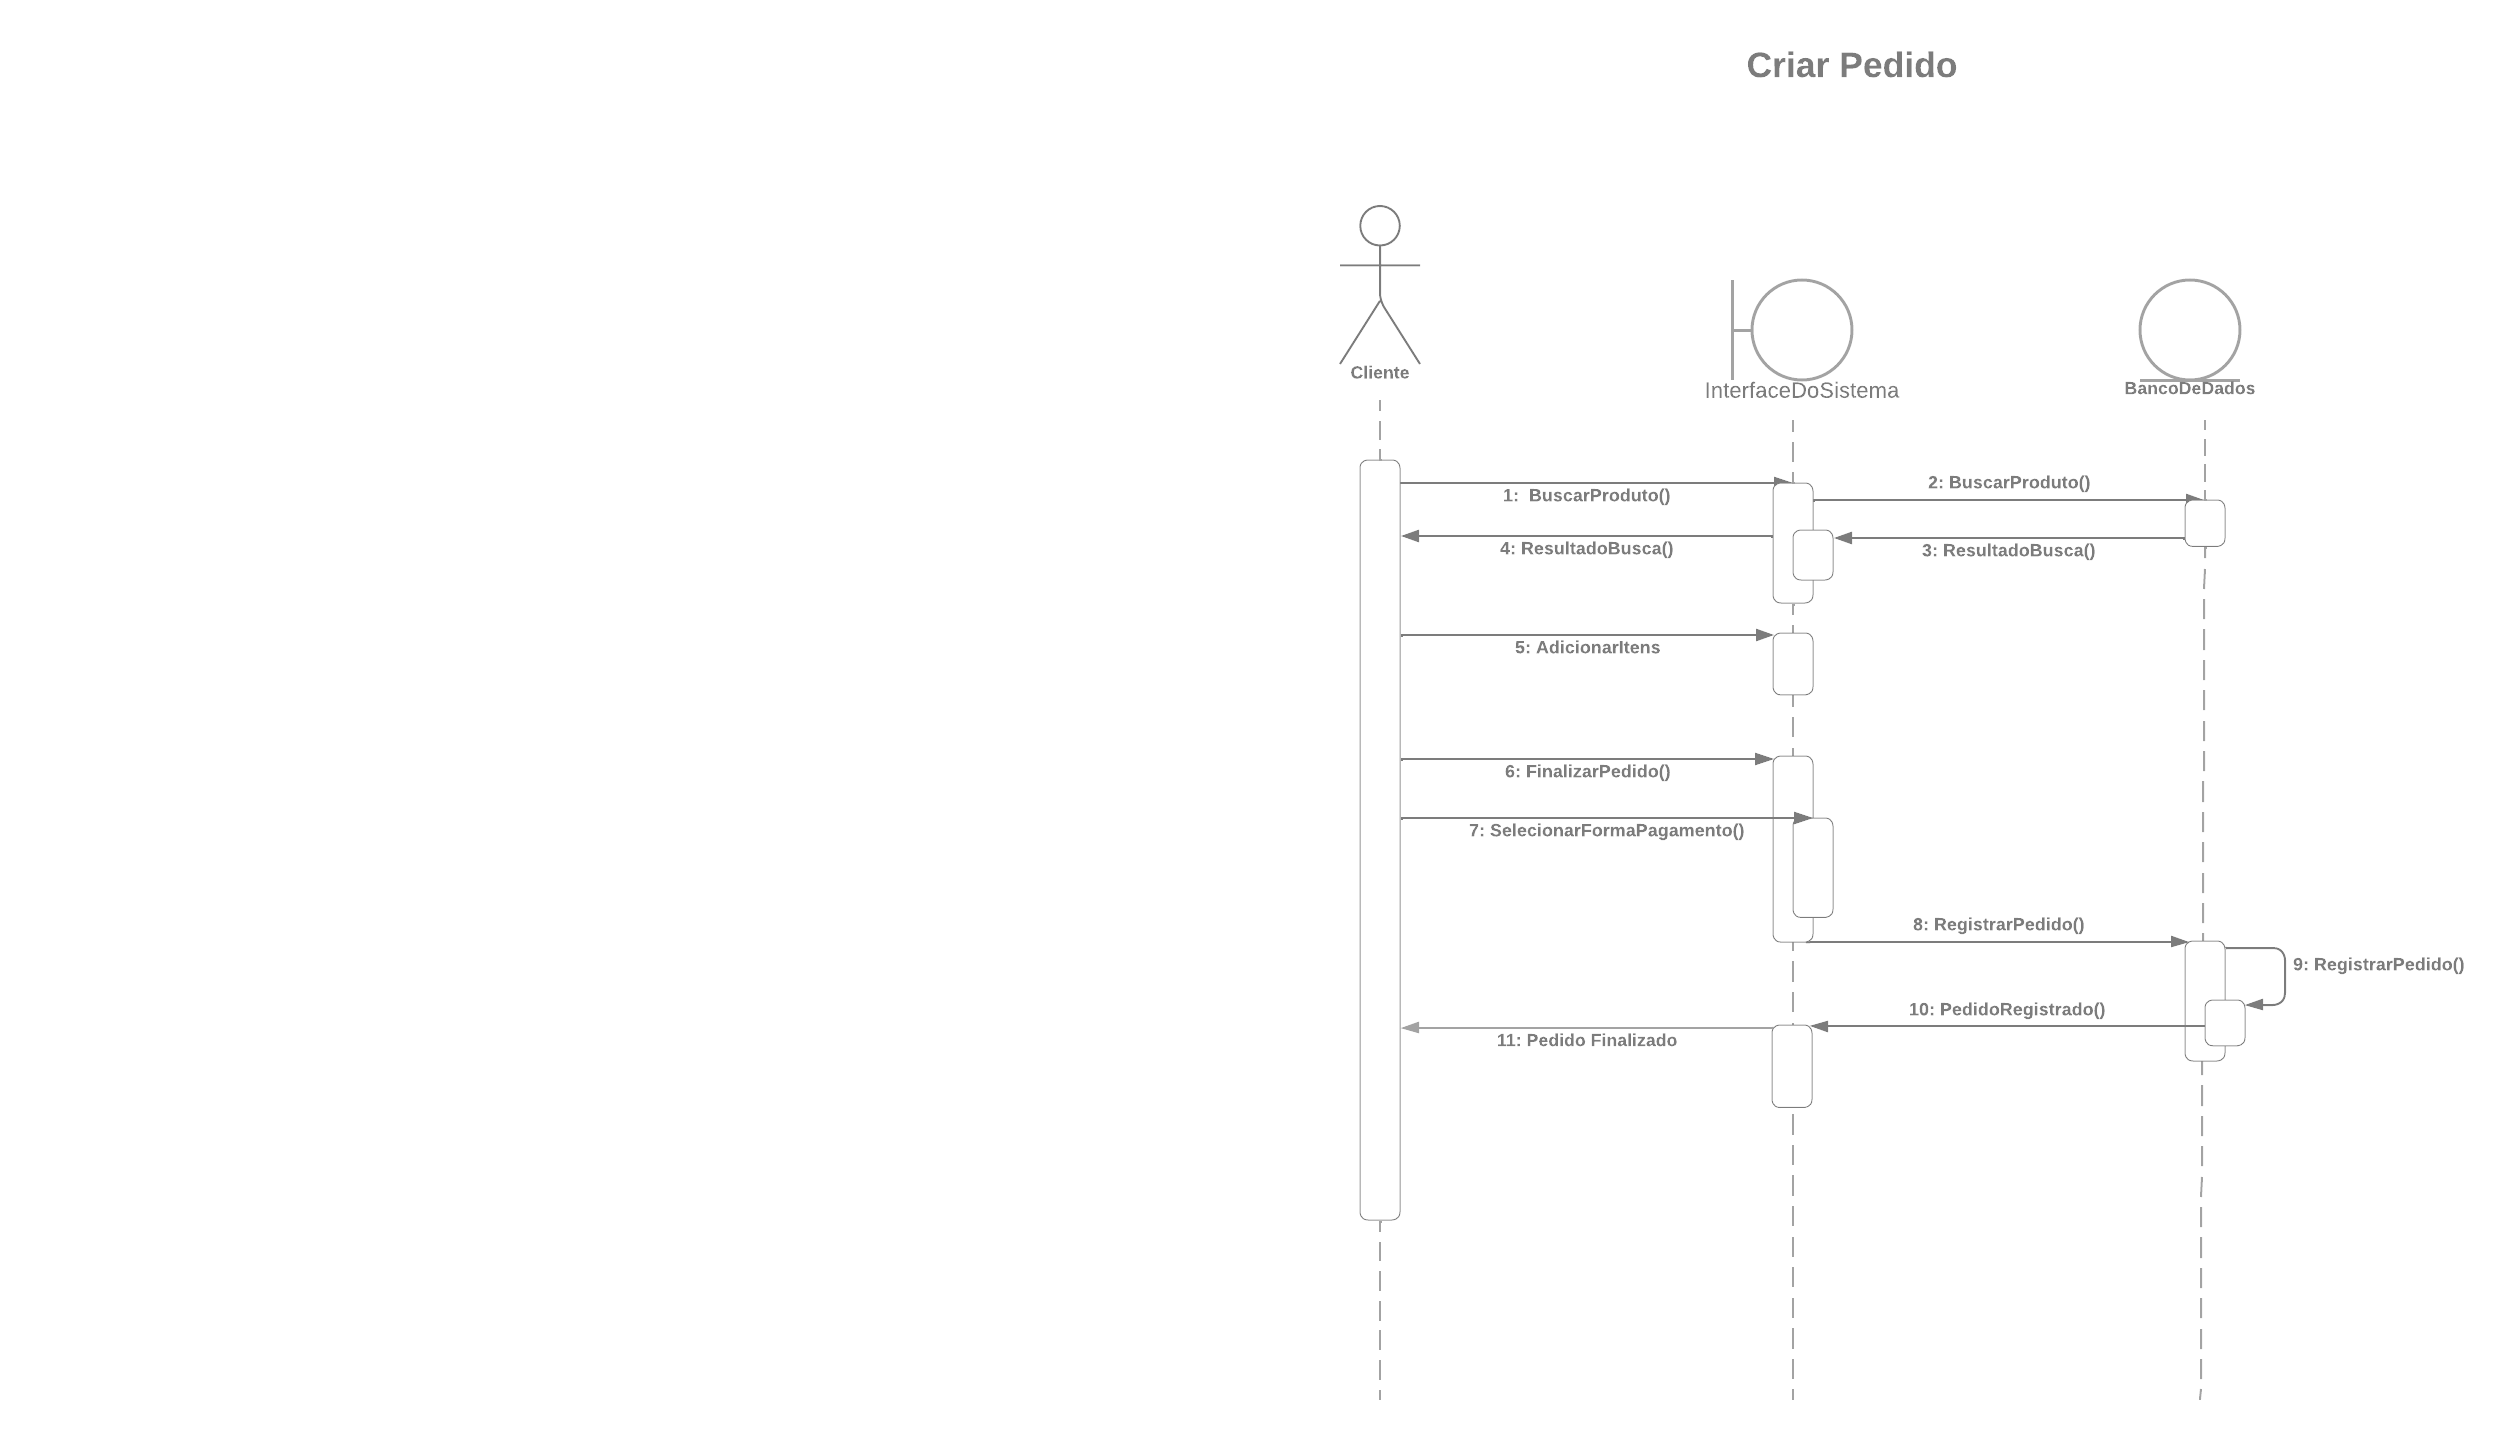 Criar Pedido
Cliente
InterfaceDoSistema
BancoDeDados
1:  BuscarProduto()
2: BuscarProduto()
4: ResultadoBusca()
3: ResultadoBusca()
5: AdicionarItens
6: FinalizarPedido()
7: SelecionarFormaPagamento()
8: RegistrarPedido()
9: RegistrarPedido()
10: PedidoRegistrado()
11: Pedido Finalizado